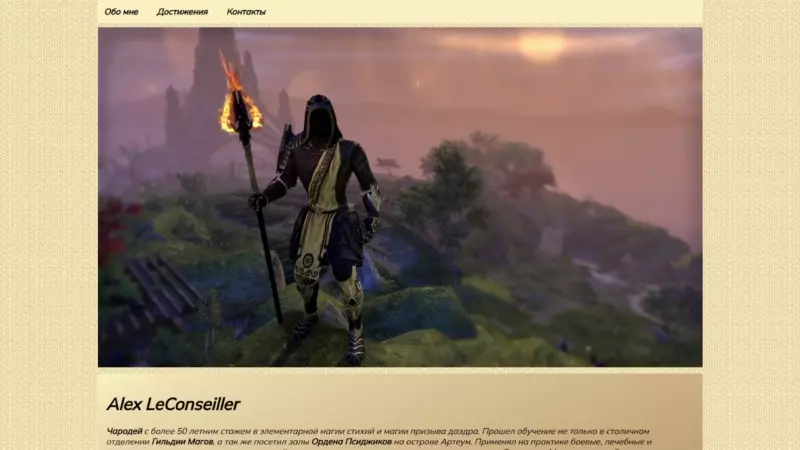 Обо мне Достижения Контакты
Alex LeConseiller
Чародей с более 50 летним стажем в элементарной магии стихий и магии призыва даэдра. Прошел обучение не только в столичном
отделении Гильдии Магов, а так же посетил залы Ордена Псиджиков на острове Артеум. Применял на практике боевые, лечебные и